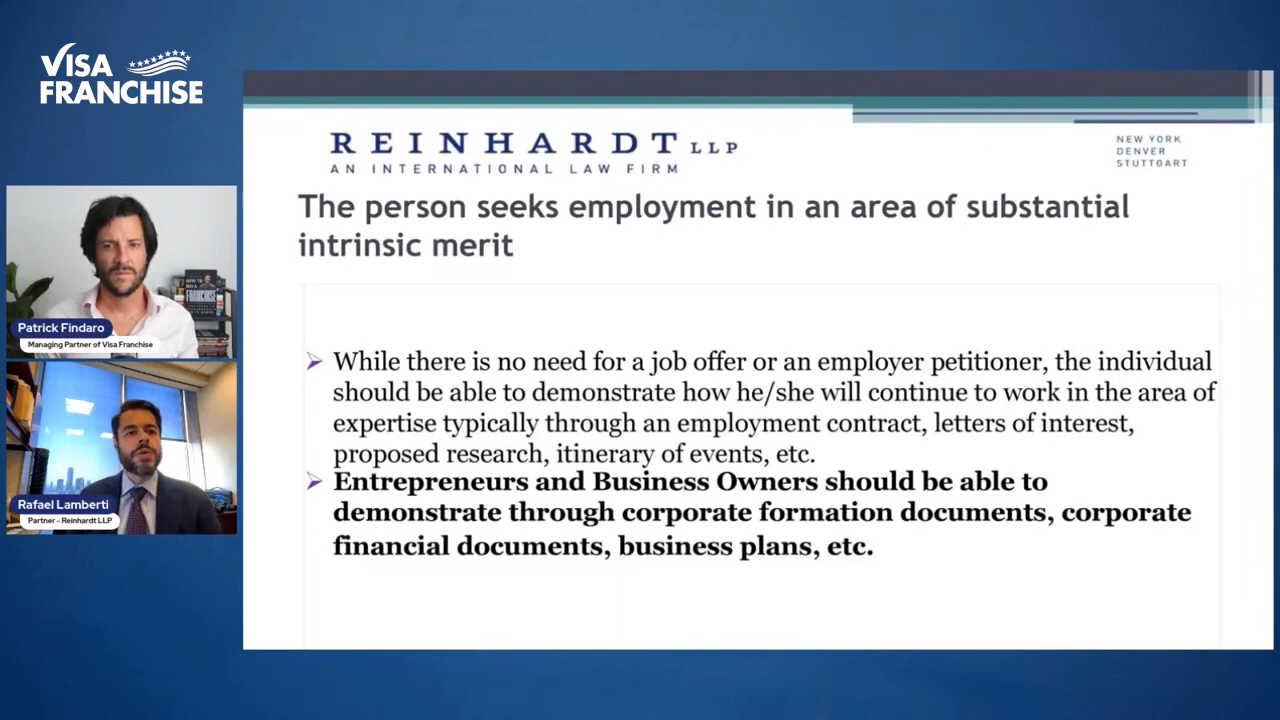 VISA
FRANCHISE
REINHARDT LLP
AN INTERNATIONAL LAW FIRM
NEW YORK
DENVER
STUTTGART
The person seeks employment in an area of substantial
intrinsic merit
➢ While there is no need for a job offer or an employer petitioner, the individual
should be able to demonstrate how he/she will continue to work in the area of
expertise typically through an employment contract, letters of interest,
proposed research, itinerary of events, etc.
➢ Entrepreneurs and Business Owners should be able to
demonstrate through corporate formation documents, corporate
financial documents, business plans, etc.
HOW TO
BUY A
FRANCHISE
Patrick Findaro
Managing Partner of Visa Franchise
Rafael Lamberti
Partner - Reinhardt LLP